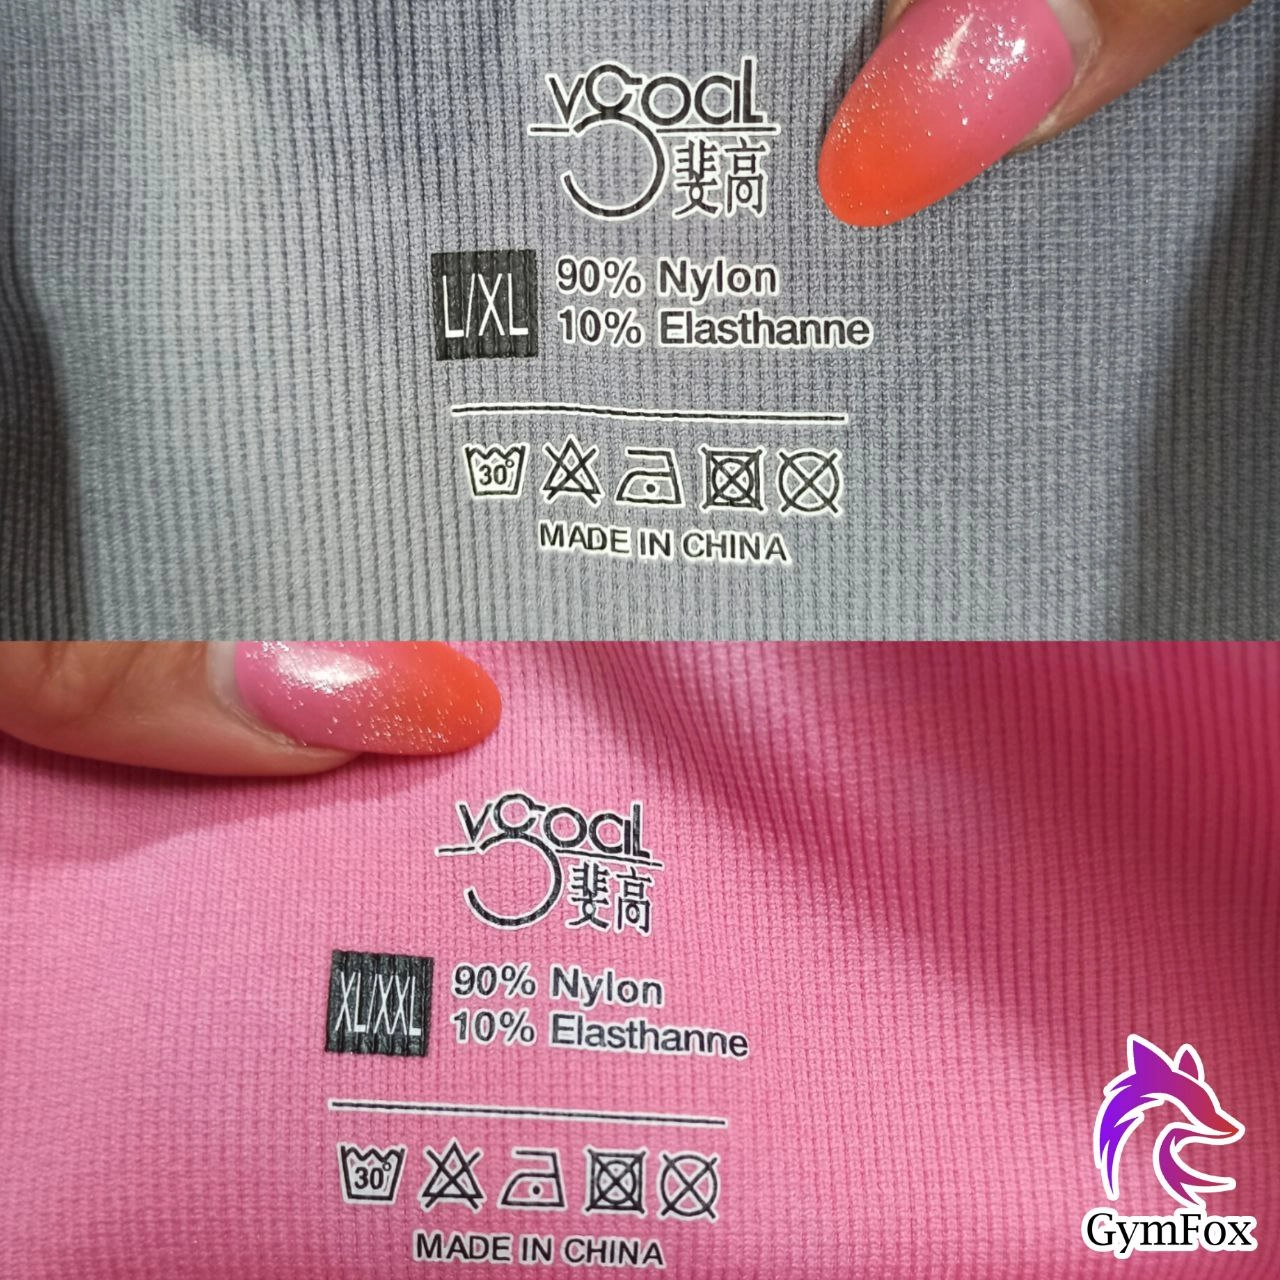 vgoal
斐高
L/XL
90% Nylon
10% Elasthanne
30°
MADE IN CHINA
vgoal
斐高
XL/XXL
90% Nylon
10% Elasthanne
30°
MADE IN CHINA
GymFox